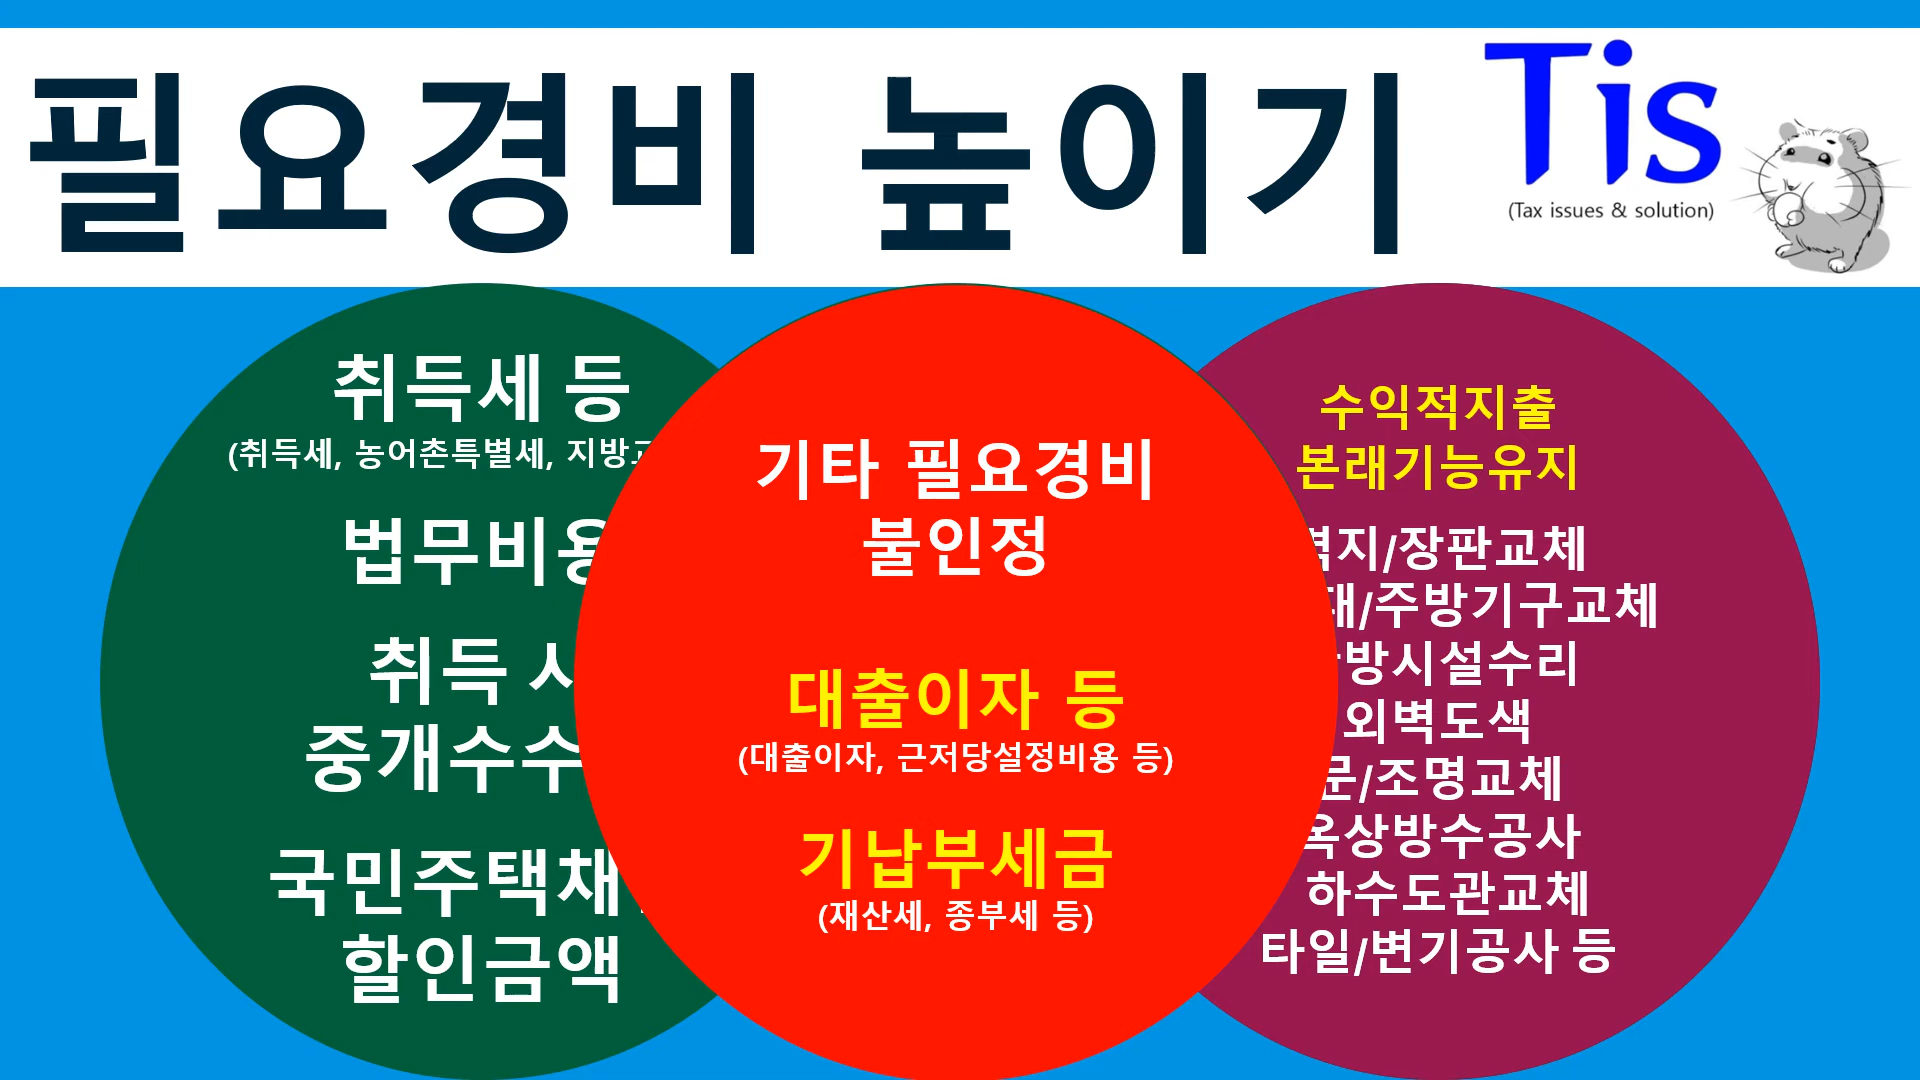 필요경비 높이기
Tis
(Tax issues & solution)
취득세 등
(취득세, 농어촌특별세,
법무비용
취득
중개수수
국민주택채
할인금액
기타 필요경비
불인정
대출이자 등
(대출이자, 근저당설정비용 등)
기납부세금
(재산세, 종부세 등)
수익적지출
본래기능유지
벽지/장판교체
/주방기구교체
방시설수리
외벽도색
문/조명교체
옥상방수공사
하수도관교체
타일/변기공사 등